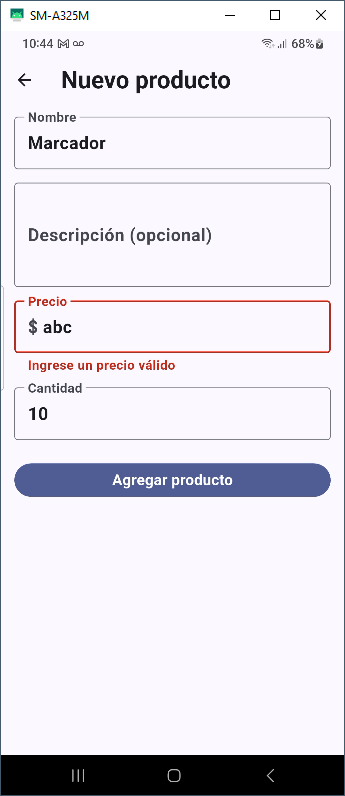 SM-A325M
10:44 68%
Nuevo producto
Nombre
Marcador
Descripción (opcional)
Precio
$ abc
Ingrese un precio válido
Cantidad
10
Agregar producto